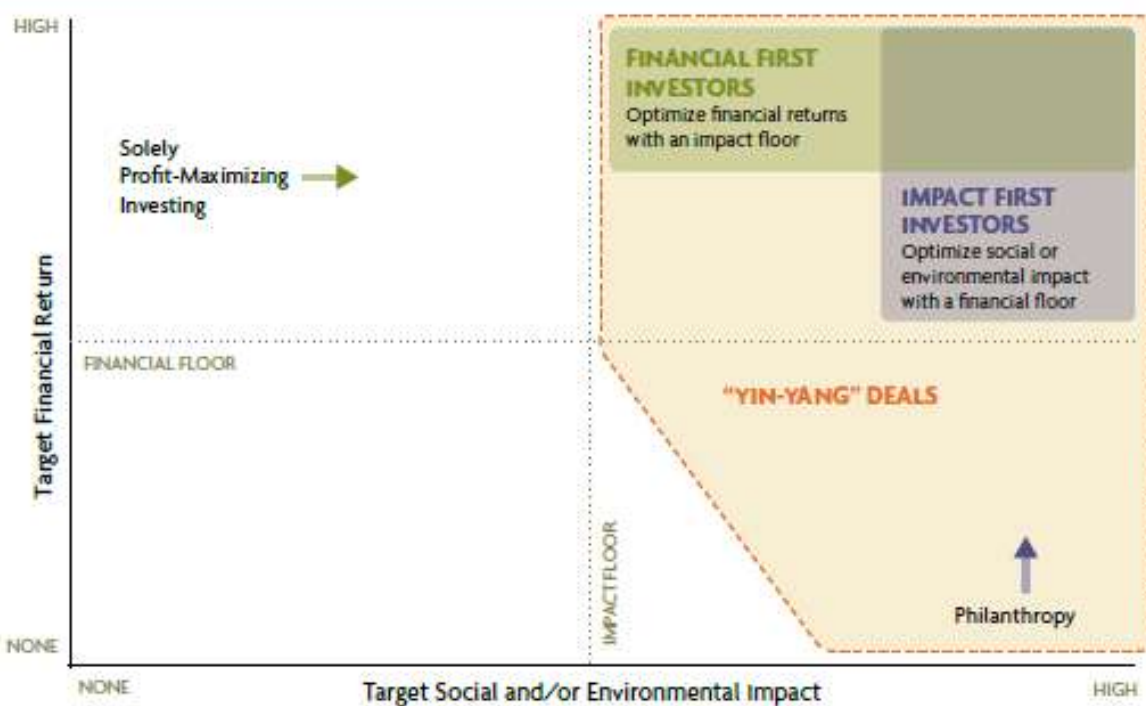 HIGH
FINANCIAL FIRST
INVESTORS
Optimize financial returns
with an impact floor
Solely
Profit-Maximizing
Investing
IMPACT FIRST
INVESTORS
Optimize social or
environmental impact
with a financial floor
Target Financial Return
FINANCIAL FLOOR
"YIN-YANG" DEALS
IMPACT FLOOR
Philanthropy
NONE
NONE
Target Social and/or Environmental Impact
HIGH